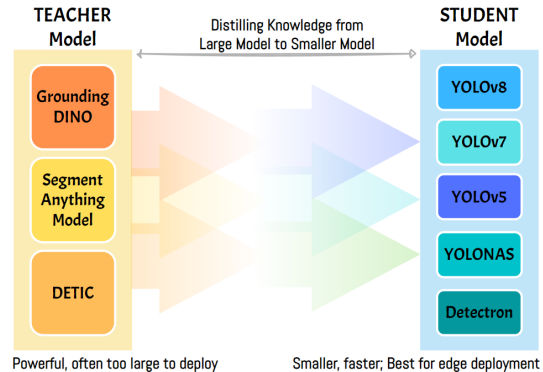 TEACHER
Model
Distilling Knowledge from
Large Model to Smaller Model
STUDENT
Model
Grounding
DINO
Segment
Anything
Model
DETIC
YOLOv8
YOLOv7
YOLOv5
YOLONAS
Detectron
Powerful, often too large to deploy
Smaller, faster; Best for edge deployment